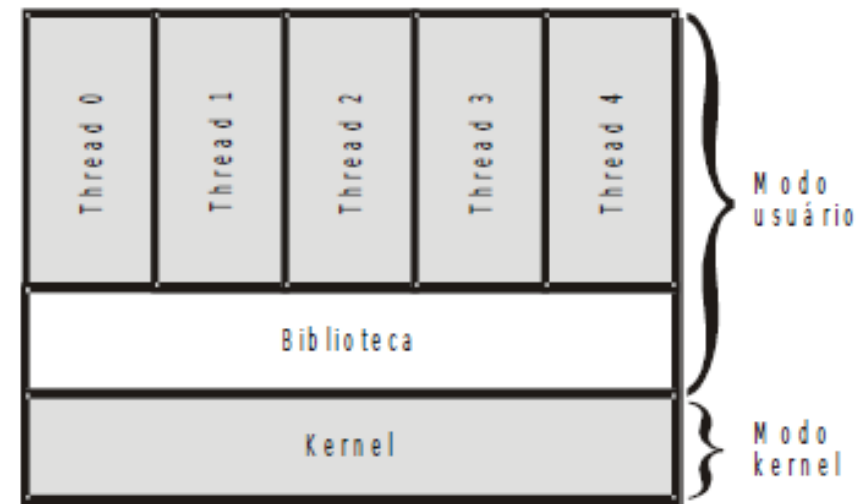 Thread 0
Thread 1
Thread 2
Thread 3
Thread 4
Modo
usuário
Biblioteca
Kernel
Modo
kernel